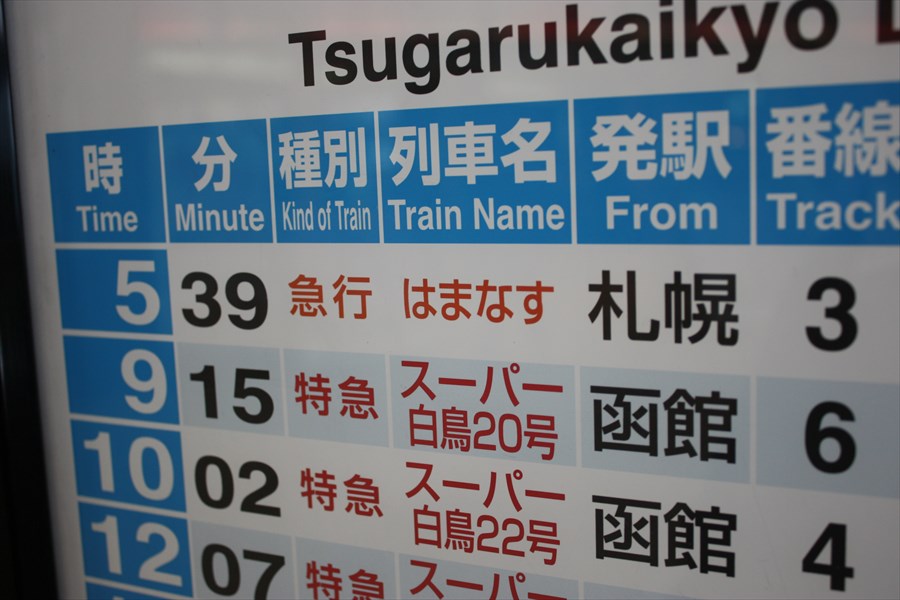 Tsugarukaikyo
時 分 種別 列車名 発駅 番線
Time Minute Kind of Train Train Name From Track
5 39 急行 はまなす 札幌 3
9 15 特急 スーパー
白鳥20号 函館 6
10 02 特急 スーパー
白鳥22号 函館 4
12 07 特急 スーパー